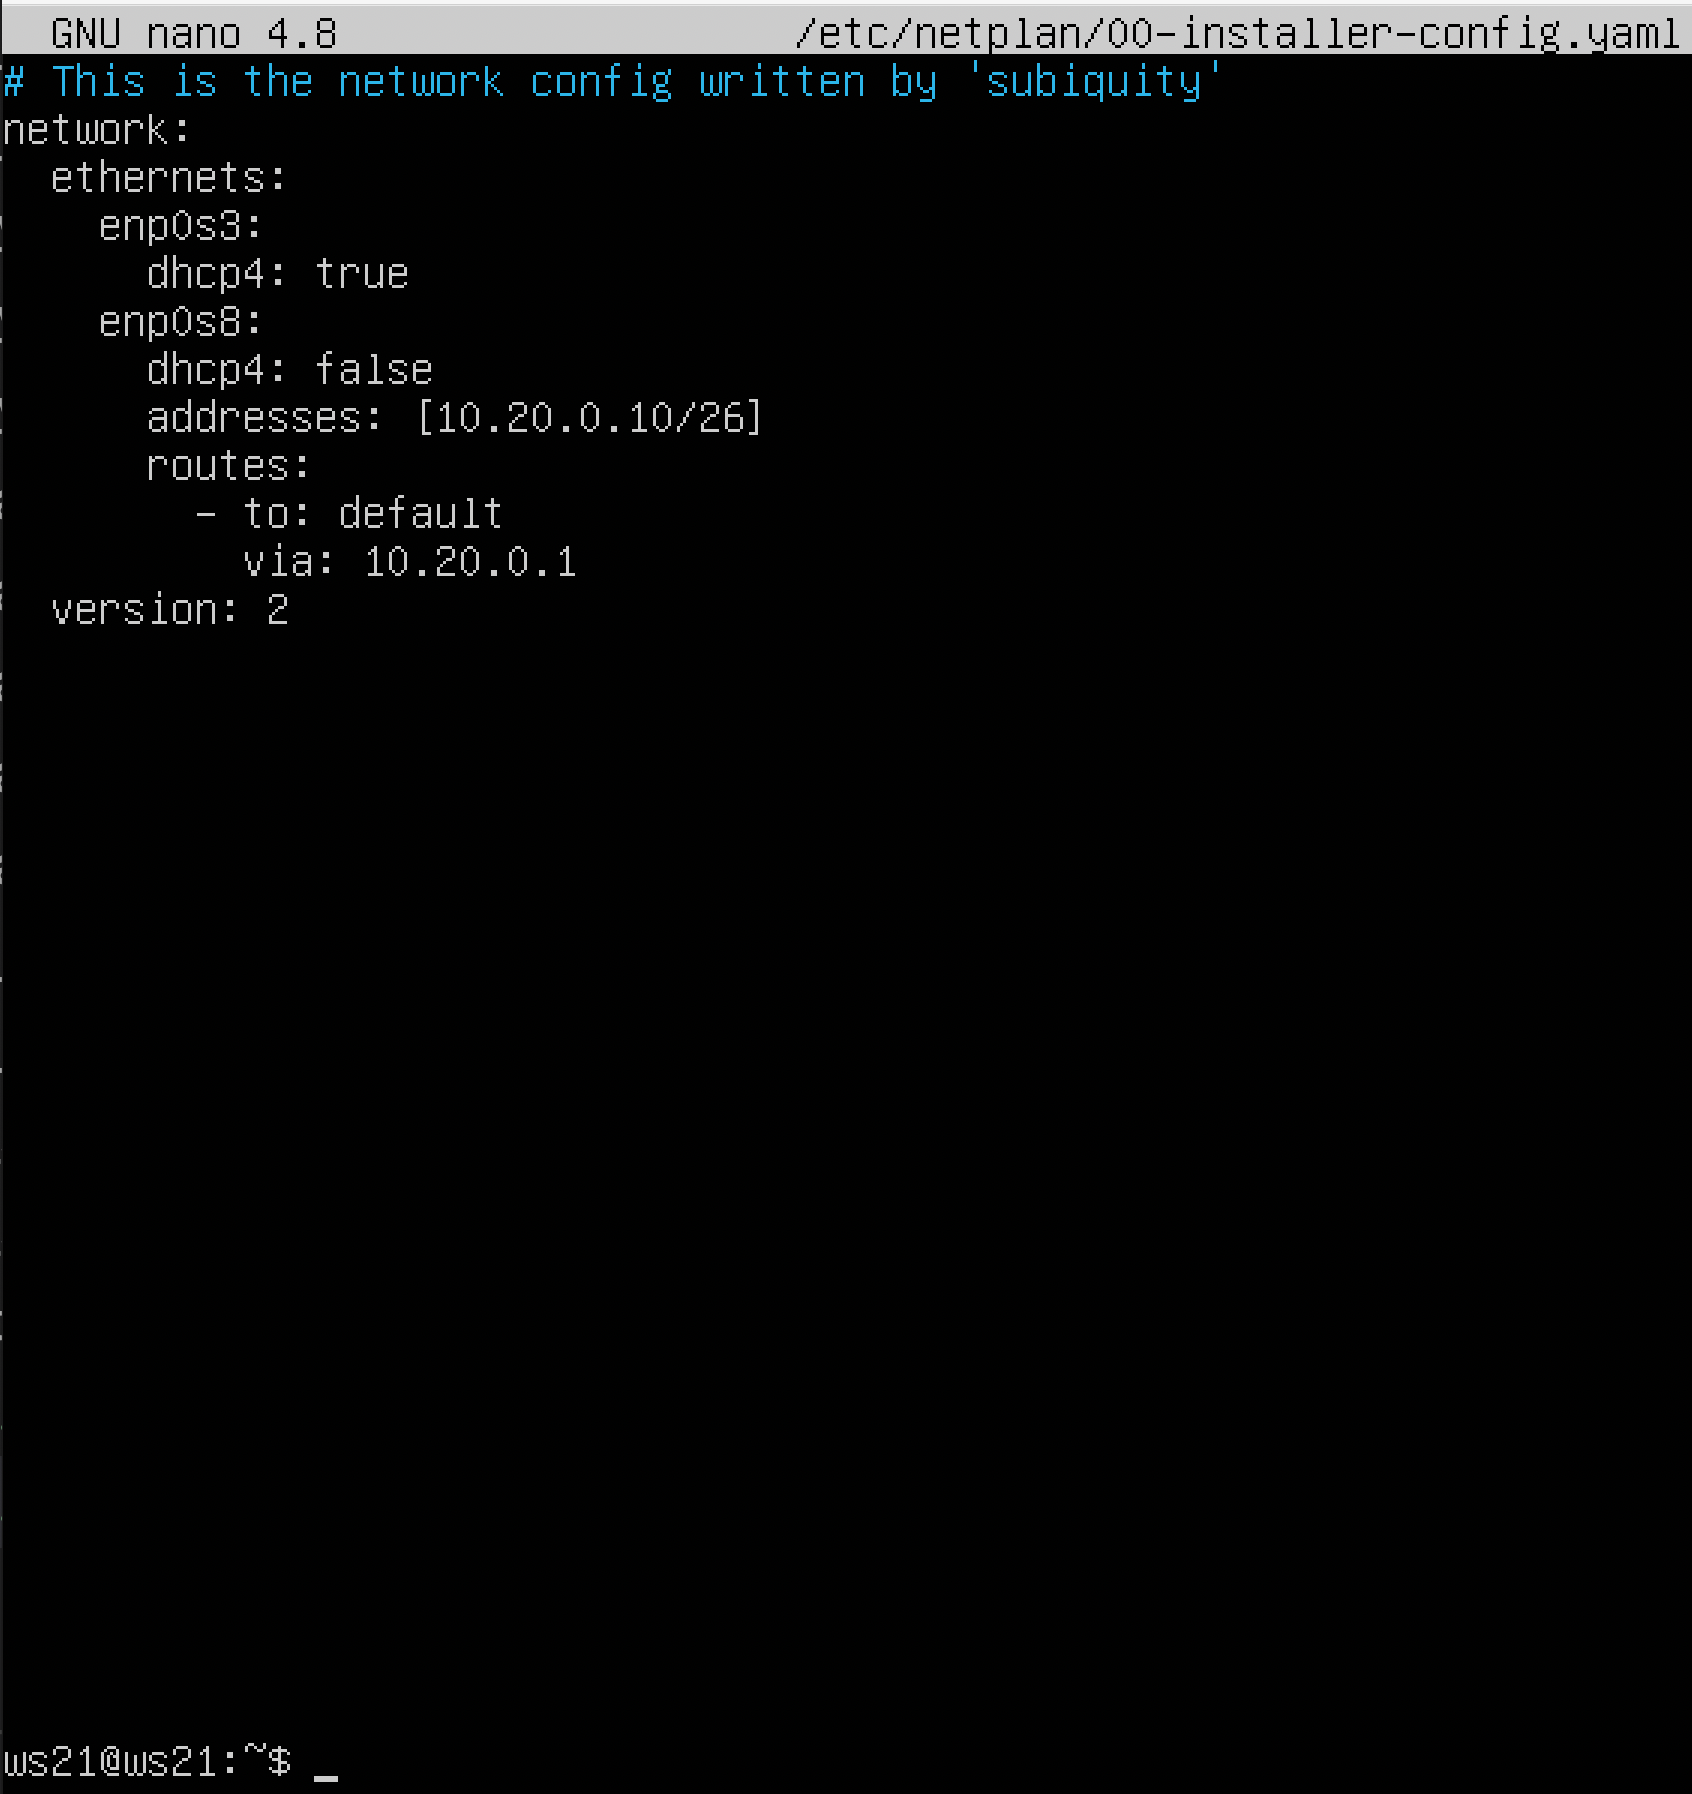 GNU nano 4.8 /etc/netplan/00-installer-config.yaml
# This is the network config written by 'subiquity'
network:
  ethernets:
    enp0s3:
      dhcp4: true
    enp0s8:
      dhcp4: false
      addresses: [10.20.0.10/26]
      routes:
        - to: default
          via: 10.20.0.1
  version: 2
ws21@ws21:~$ _